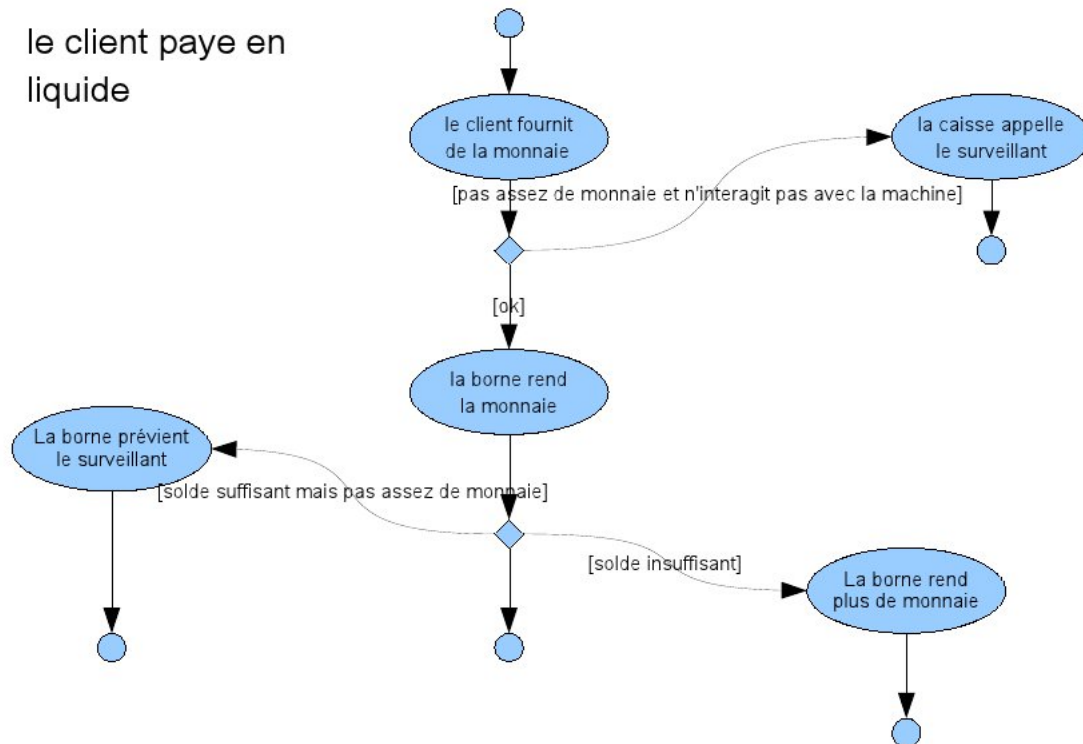 le client paye en
liquide
le client fournit
de la monnaie
la caisse appelle
le surveillant
[pas assez de monnaie et n'interagit pas avec la machine]
[ok]
la borne rend
la monnaie
La borne prévient
le surveillant
[solde suffisant mais pas assez de monnaie]
[solde insuffisant]
La borne rend
plus de monnaie